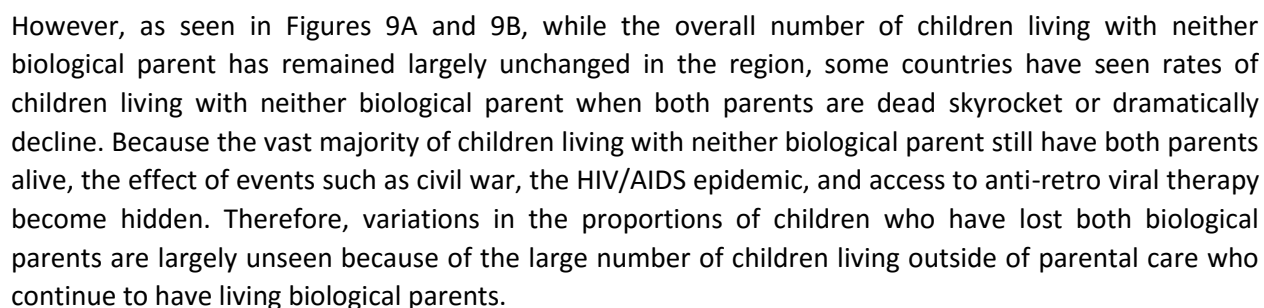 However, as seen in Figures 9A and 9B, while the overall number of children living with neither
biological parent has remained largely unchanged in the region, some countries have seen rates of
children living with neither biological parent when both parents are dead skyrocket or dramatically
decline. Because the vast majority of children living with neither biological parent still have both parents
alive, the effect of events such as civil war, the HIV/AIDS epidemic, and access to anti-retro viral therapy
become hidden. Therefore, variations in the proportions of children who have lost both biological
parents are largely unseen because of the large number of children living outside of parental care who
continue to have living biological parents.